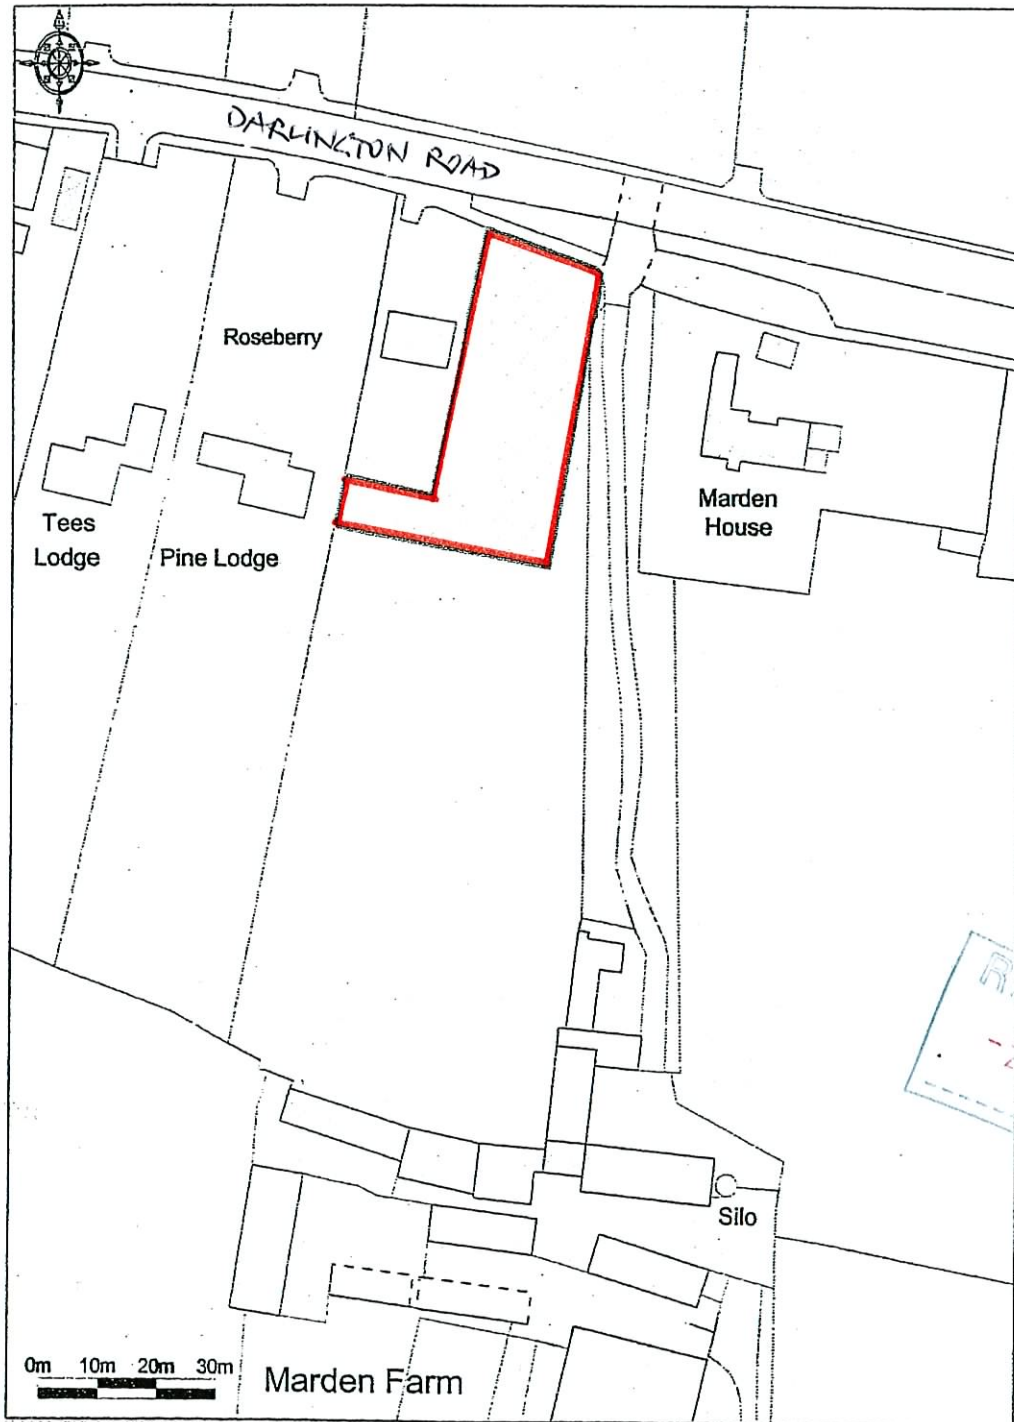 DARLINGTON ROAD
Roseberry
Tees
Lodge
Pine Lodge
Marden
House
Silo
0m 10m 20m 30m
Marden Farm